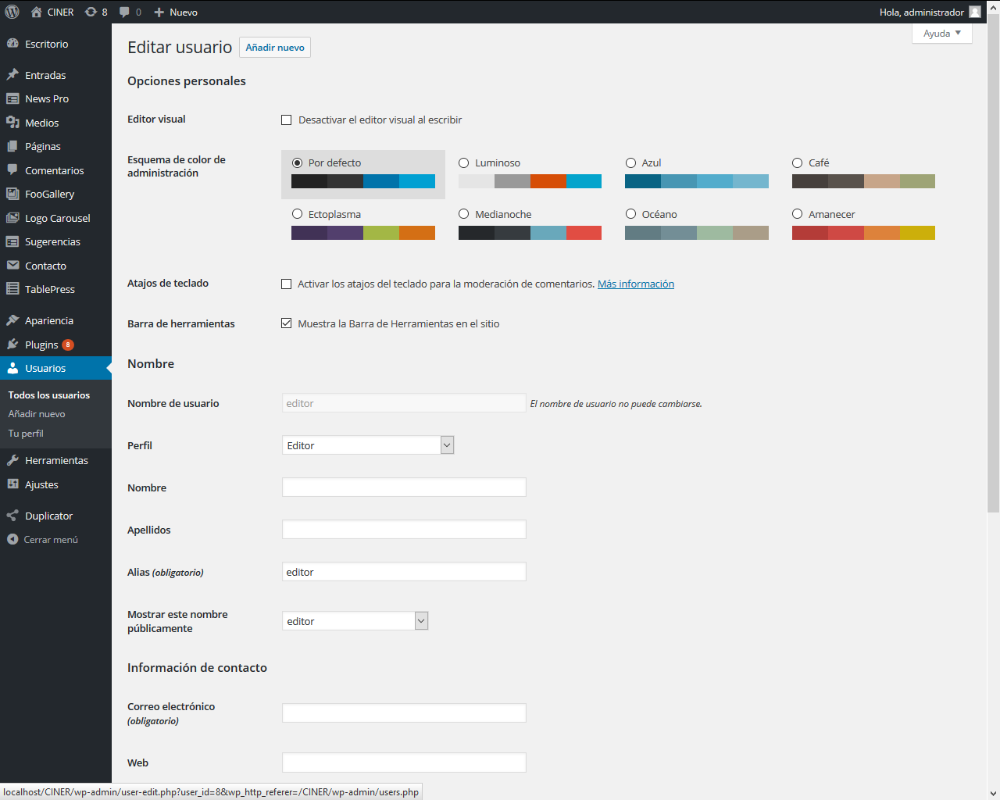 CINER 8 0 Nuevo Hola, administrador
Ayuda
Escritorio
Entradas
News Pro
Medios
Páginas
Comentarios
FooGallery
Logo Carousel
Sugerencias
Contacto
TablePress
Apariencia
Plugins 8
Usuarios
Todos los usuarios
Añadir nuevo
Tu perfil
Herramientas
Ajustes
Duplicator
Cerrar menú
Editar usuario Añadir nuevo
Opciones personales
Editor visual Desactivar el editor visual al escribir
Esquema de color de
administración
Por defecto Luminoso Azul Café
Ectoplasma Medianoche Océano Amanecer
Atajos de teclado Activar los atajos del teclado para la moderación de comentarios. Más información
Barra de herramientas Muestra la Barra de Herramientas en el sitio
Nombre
Nombre de usuario editor El nombre de usuario no puede cambiarse.
Perfil Editor
Nombre
Apellidos
Alias (obligatorio) editor
Mostrar este nombre
públicamente
editor
Información de contacto
Correo electrónico
(obligatorio)
Web
localhost/CINER/wp-admin/user-edit.php?user_id=8&wp_http_referer=/CINER/wp-admin/users.php